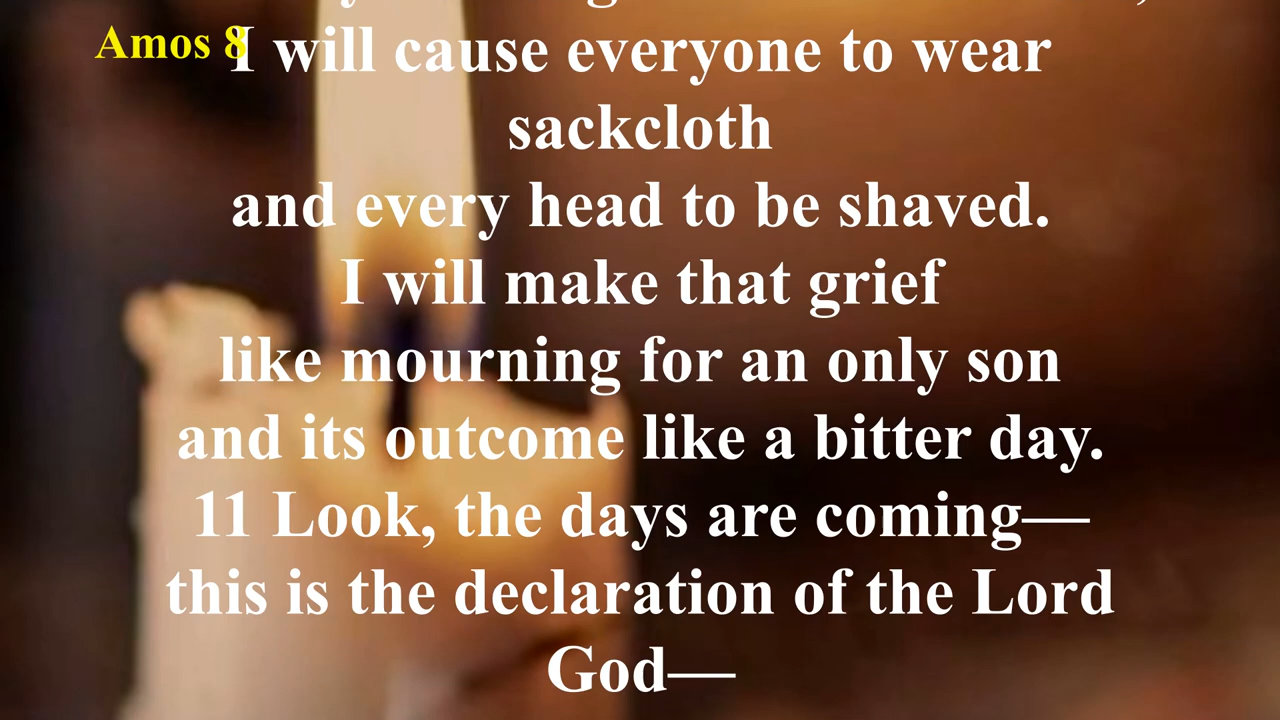 Amos 8
I will cause everyone to wear
sackcloth
and every head to be shaved.
I will make that grief
like mourning for an only son
and its outcome like a bitter day.
11 Look, the days are coming—
this is the declaration of the Lord
God—